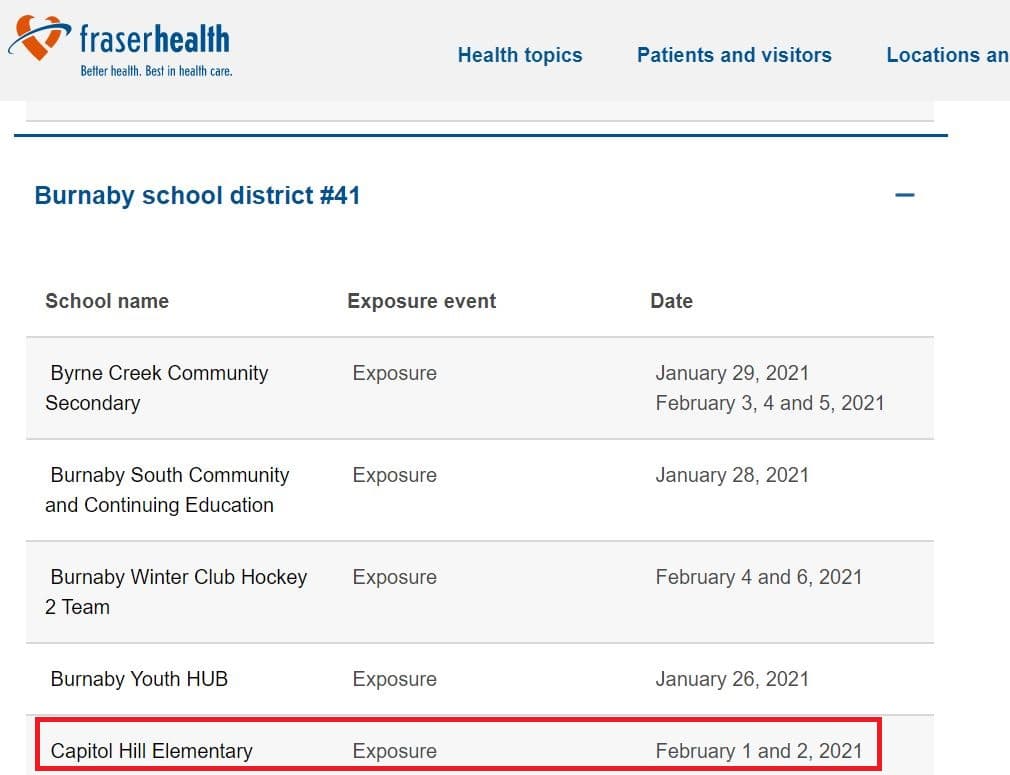 fraserhealth
Better health. Best in health care.
Health topics Patients and visitors Locations an
Burnaby school district #41
School name Exposure event Date
Byrne Creek Community Exposure January 29, 2021
Secondary February 3, 4 and 5, 2021
Burnaby South Community Exposure January 28, 2021
and Continuing Education
Burnaby Winter Club Hockey Exposure February 4 and 6, 2021
2 Team
Burnaby Youth HUB Exposure January 26, 2021
Capitol Hill Elementary Exposure February 1 and 2, 2021